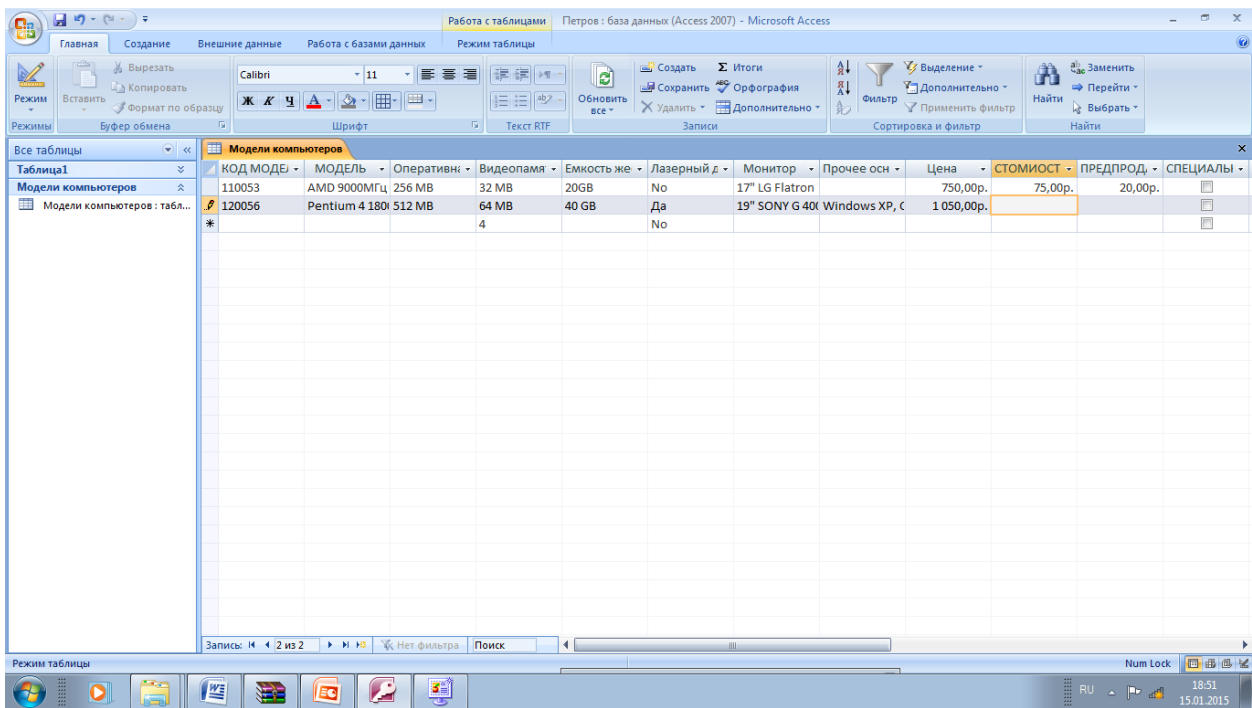 Работа с таблицами Петров : база данных (Access 2007) - Microsoft Access
Главная Создание Внешние данные Работа с базами данных Режим таблицы
Режим
Вставить
Вырезать
Копировать
Формат по образцу
Calibri 11
Ж К Ч А
Обновить все
Создать Σ Итоги
Сохранить Орфография
Удалить Дополнительно
Фильтр
Выделение
Дополнительно
Применить фильтр
Найти
Заменить
Перейти
Выбрать
Режимы Буфер обмена Шрифт Текст RTF Записи Сортировка и фильтр Найти
Все таблицы «
Модели компьютеров
Таблица1
КОД МОДЕ МОДЕЛЬ Оперативна Видеопамят Емкость же Лазерный д Монитор Прочее осн Цена СТОМИОСТ ПРЕДПРОД. СПЕЦИАЛЫ
Модели компьютеров
110053 AMD 9000МГц 256 MB 32 MB 20GB No 17" LG Flatron 750,00р. 75,00р. 20,00р.
Модели компьютеров : табл...
120056 Pentium 4 180 512 MB 64 MB 40 GB Да 19" SONY G 40 Windows XP, 1 050,00р.
4 No
Запись: 2 из 2 Нет фильтра Поиск
Режим таблицы Num Lock
RU 18:51
15.01.2015